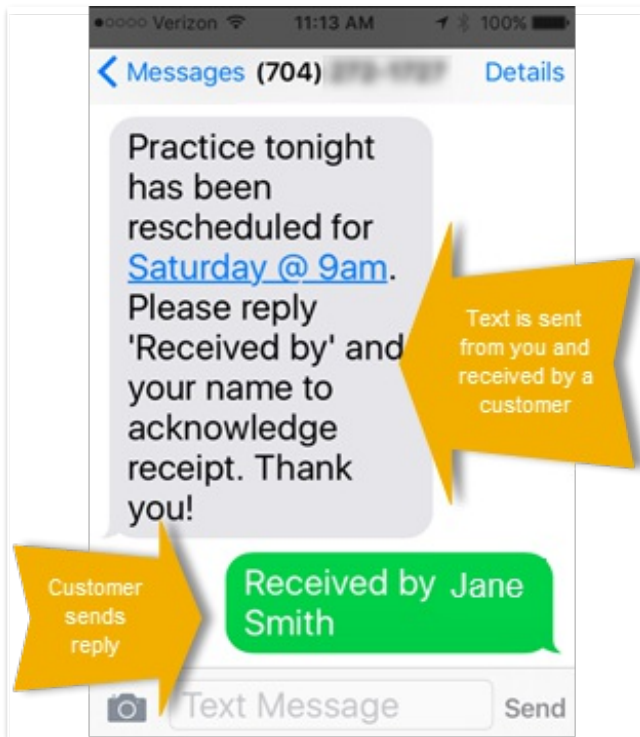 Verizon 11:13 AM 100%
Messages (704) Details
Practice tonight
has been
rescheduled for
Saturday @ 9am.
Please reply
'Received by' and
your name to
acknowledge
receipt. Thank
you!
Text is sent
from you and
received by a
customer
Received by Jane
Smith
Customer
sends
reply
Text Message Send